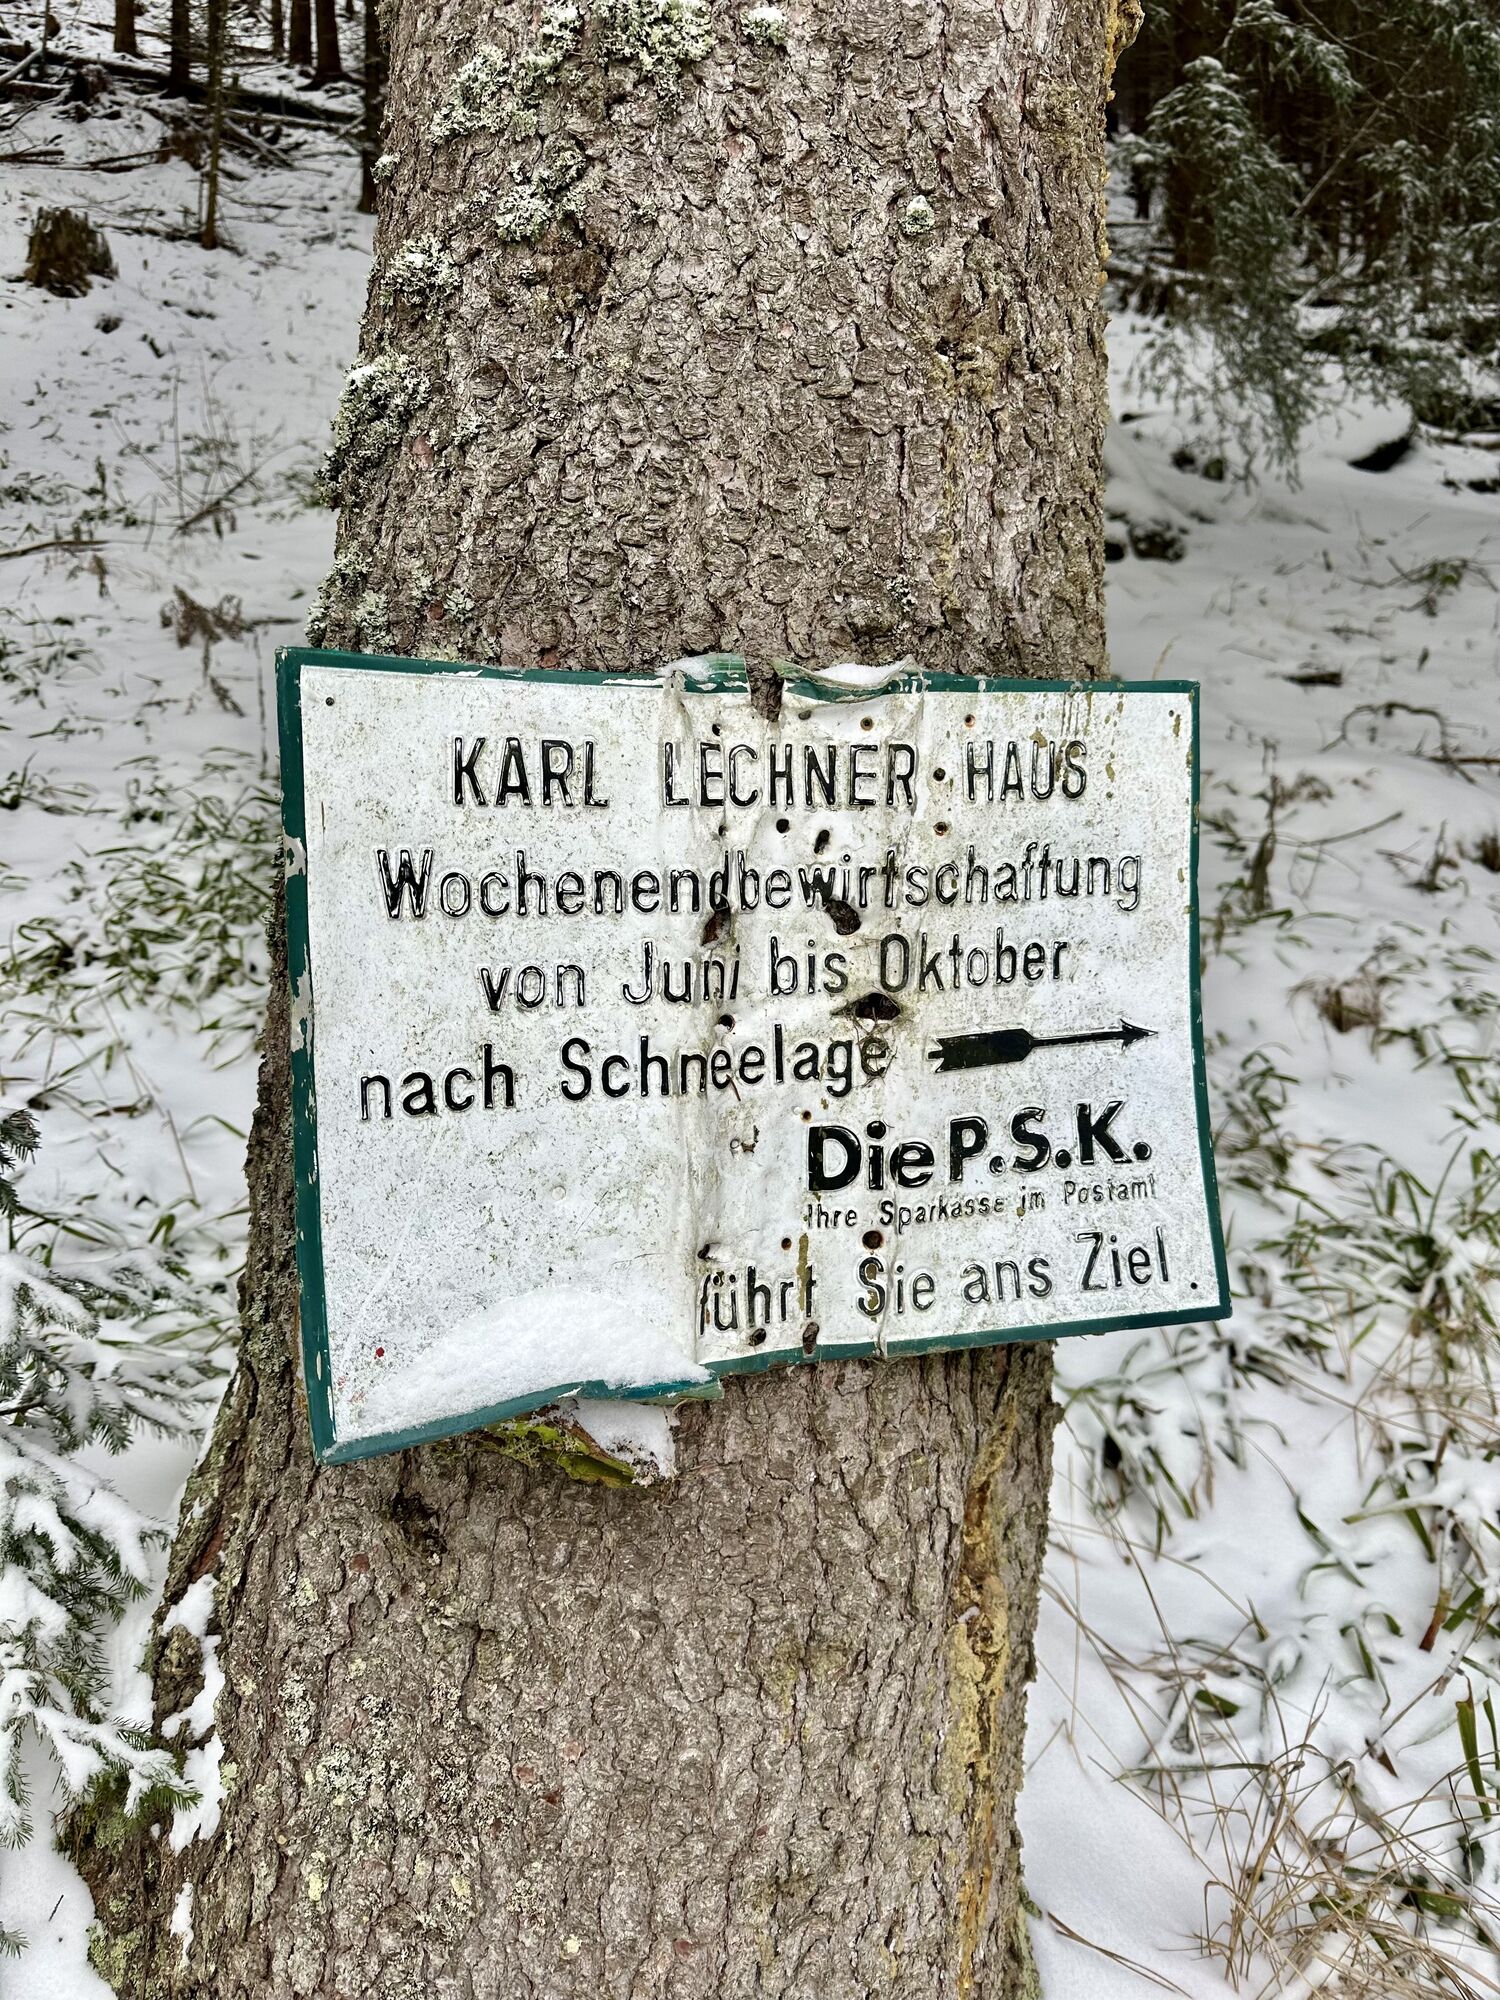 KARL LECHNER-HAUS
Wochenendbewirtschaftung
von Juni bis Oktober
nach Schneelage
Die P.S.K.
Ihre Sparkasse im Postamt
führt Sie ans Ziel.